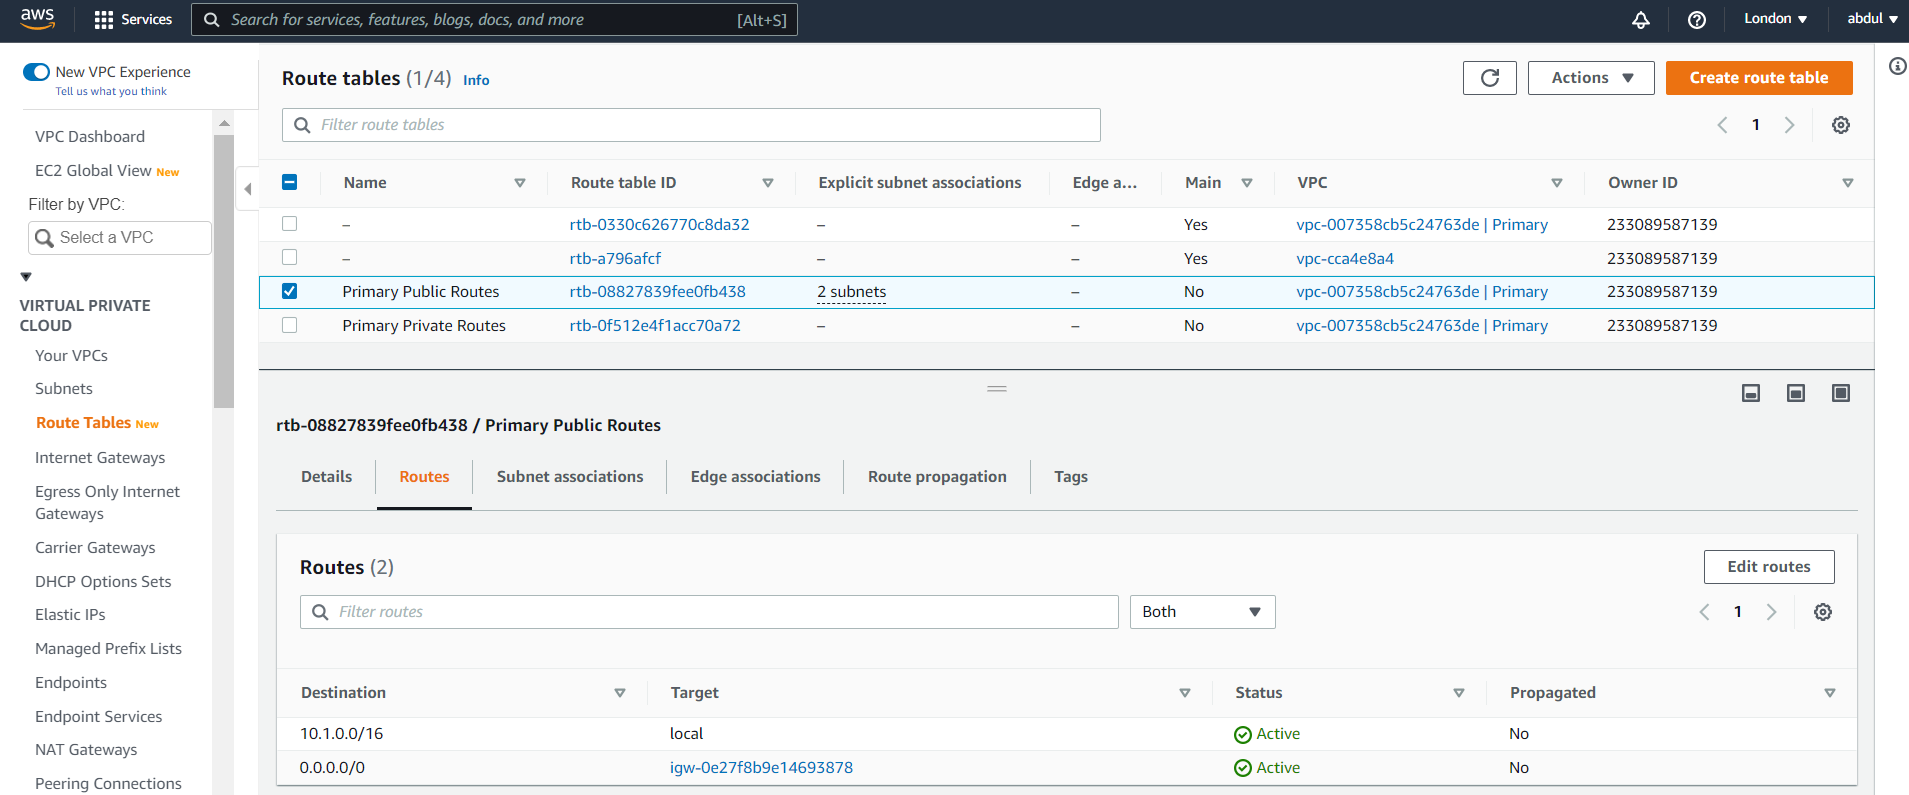 aws Services Search for services, features, blogs, docs, and more [Alt+S] London abdul
New VPC Experience
Tell us what you think
VPC Dashboard
EC2 Global View New
Filter by VPC:
Select a VPC
VIRTUAL PRIVATE
CLOUD
Your VPCs
Subnets
Route Tables New
Internet Gateways
Egress Only Internet
Gateways
Carrier Gateways
DHCP Options Sets
Elastic IPs
Managed Prefix Lists
Endpoints
Endpoint Services
NAT Gateways
Peering Connections
Route tables (1/4) Info Actions Create route table
Filter route tables 1
Name Route table ID Explicit subnet associations Edge a... Main VPC Owner ID
– rtb-0330c626770c8da32 – – Yes vpc-007358cb5c24763de | Primary 233089587139
– rtb-a796afcf – – Yes vpc-cca4e8a4 233089587139
Primary Public Routes rtb-08827839fee0fb438 2 subnets – No vpc-007358cb5c24763de | Primary 233089587139
Primary Private Routes rtb-0f512e4f1acc70a72 – – No vpc-007358cb5c24763de | Primary 233089587139
rtb-08827839fee0fb438 / Primary Public Routes
Details Routes Subnet associations Edge associations Route propagation Tags
Routes (2) Edit routes
Filter routes Both 1
Destination Target Status Propagated
10.1.0.0/16 local Active No
0.0.0.0/0 igw-0e27f8b9e14693878 Active No